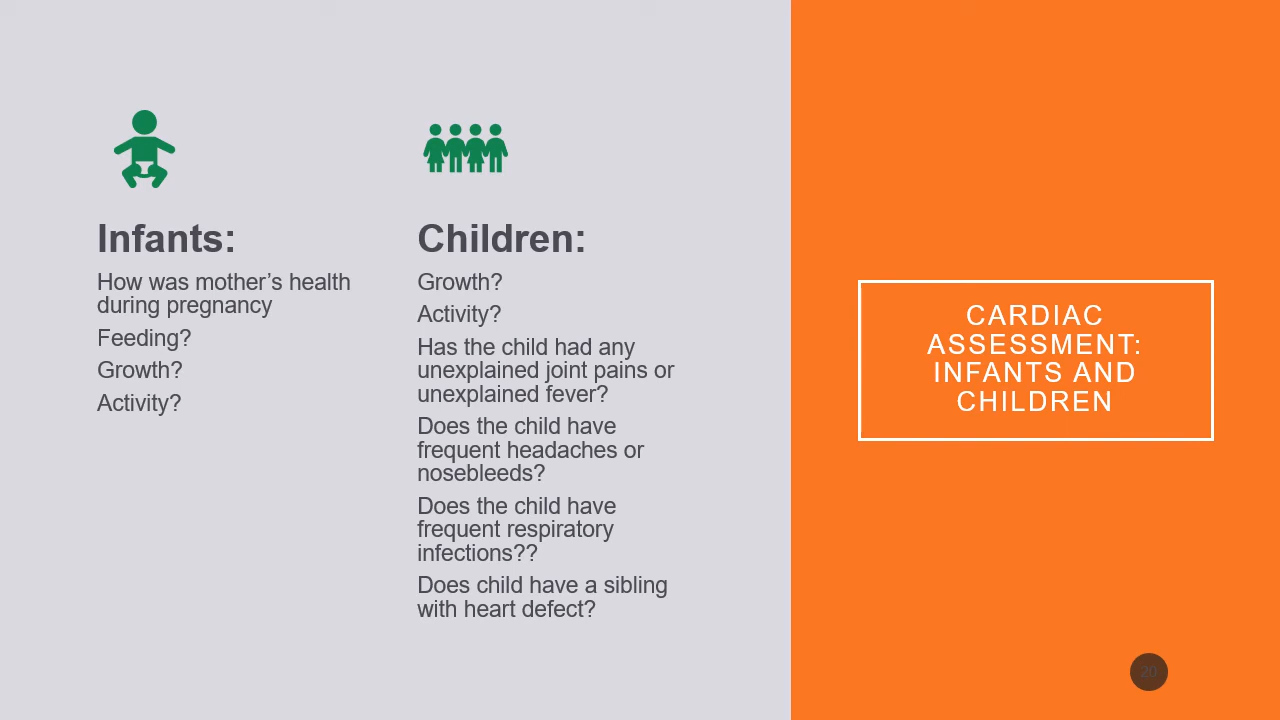 Infants:
How was mother’s health
during pregnancy
Feeding?
Growth?
Activity?
Children:
Growth?
Activity?
Has the child had any
unexplained joint pains or
unexplained fever?
Does the child have
frequent headaches or
nosebleeds?
Does the child have
frequent respiratory
infections??
Does child have a sibling
with heart defect?
CARDIAC
ASSESSMENT:
INFANTS AND
CHILDREN
20